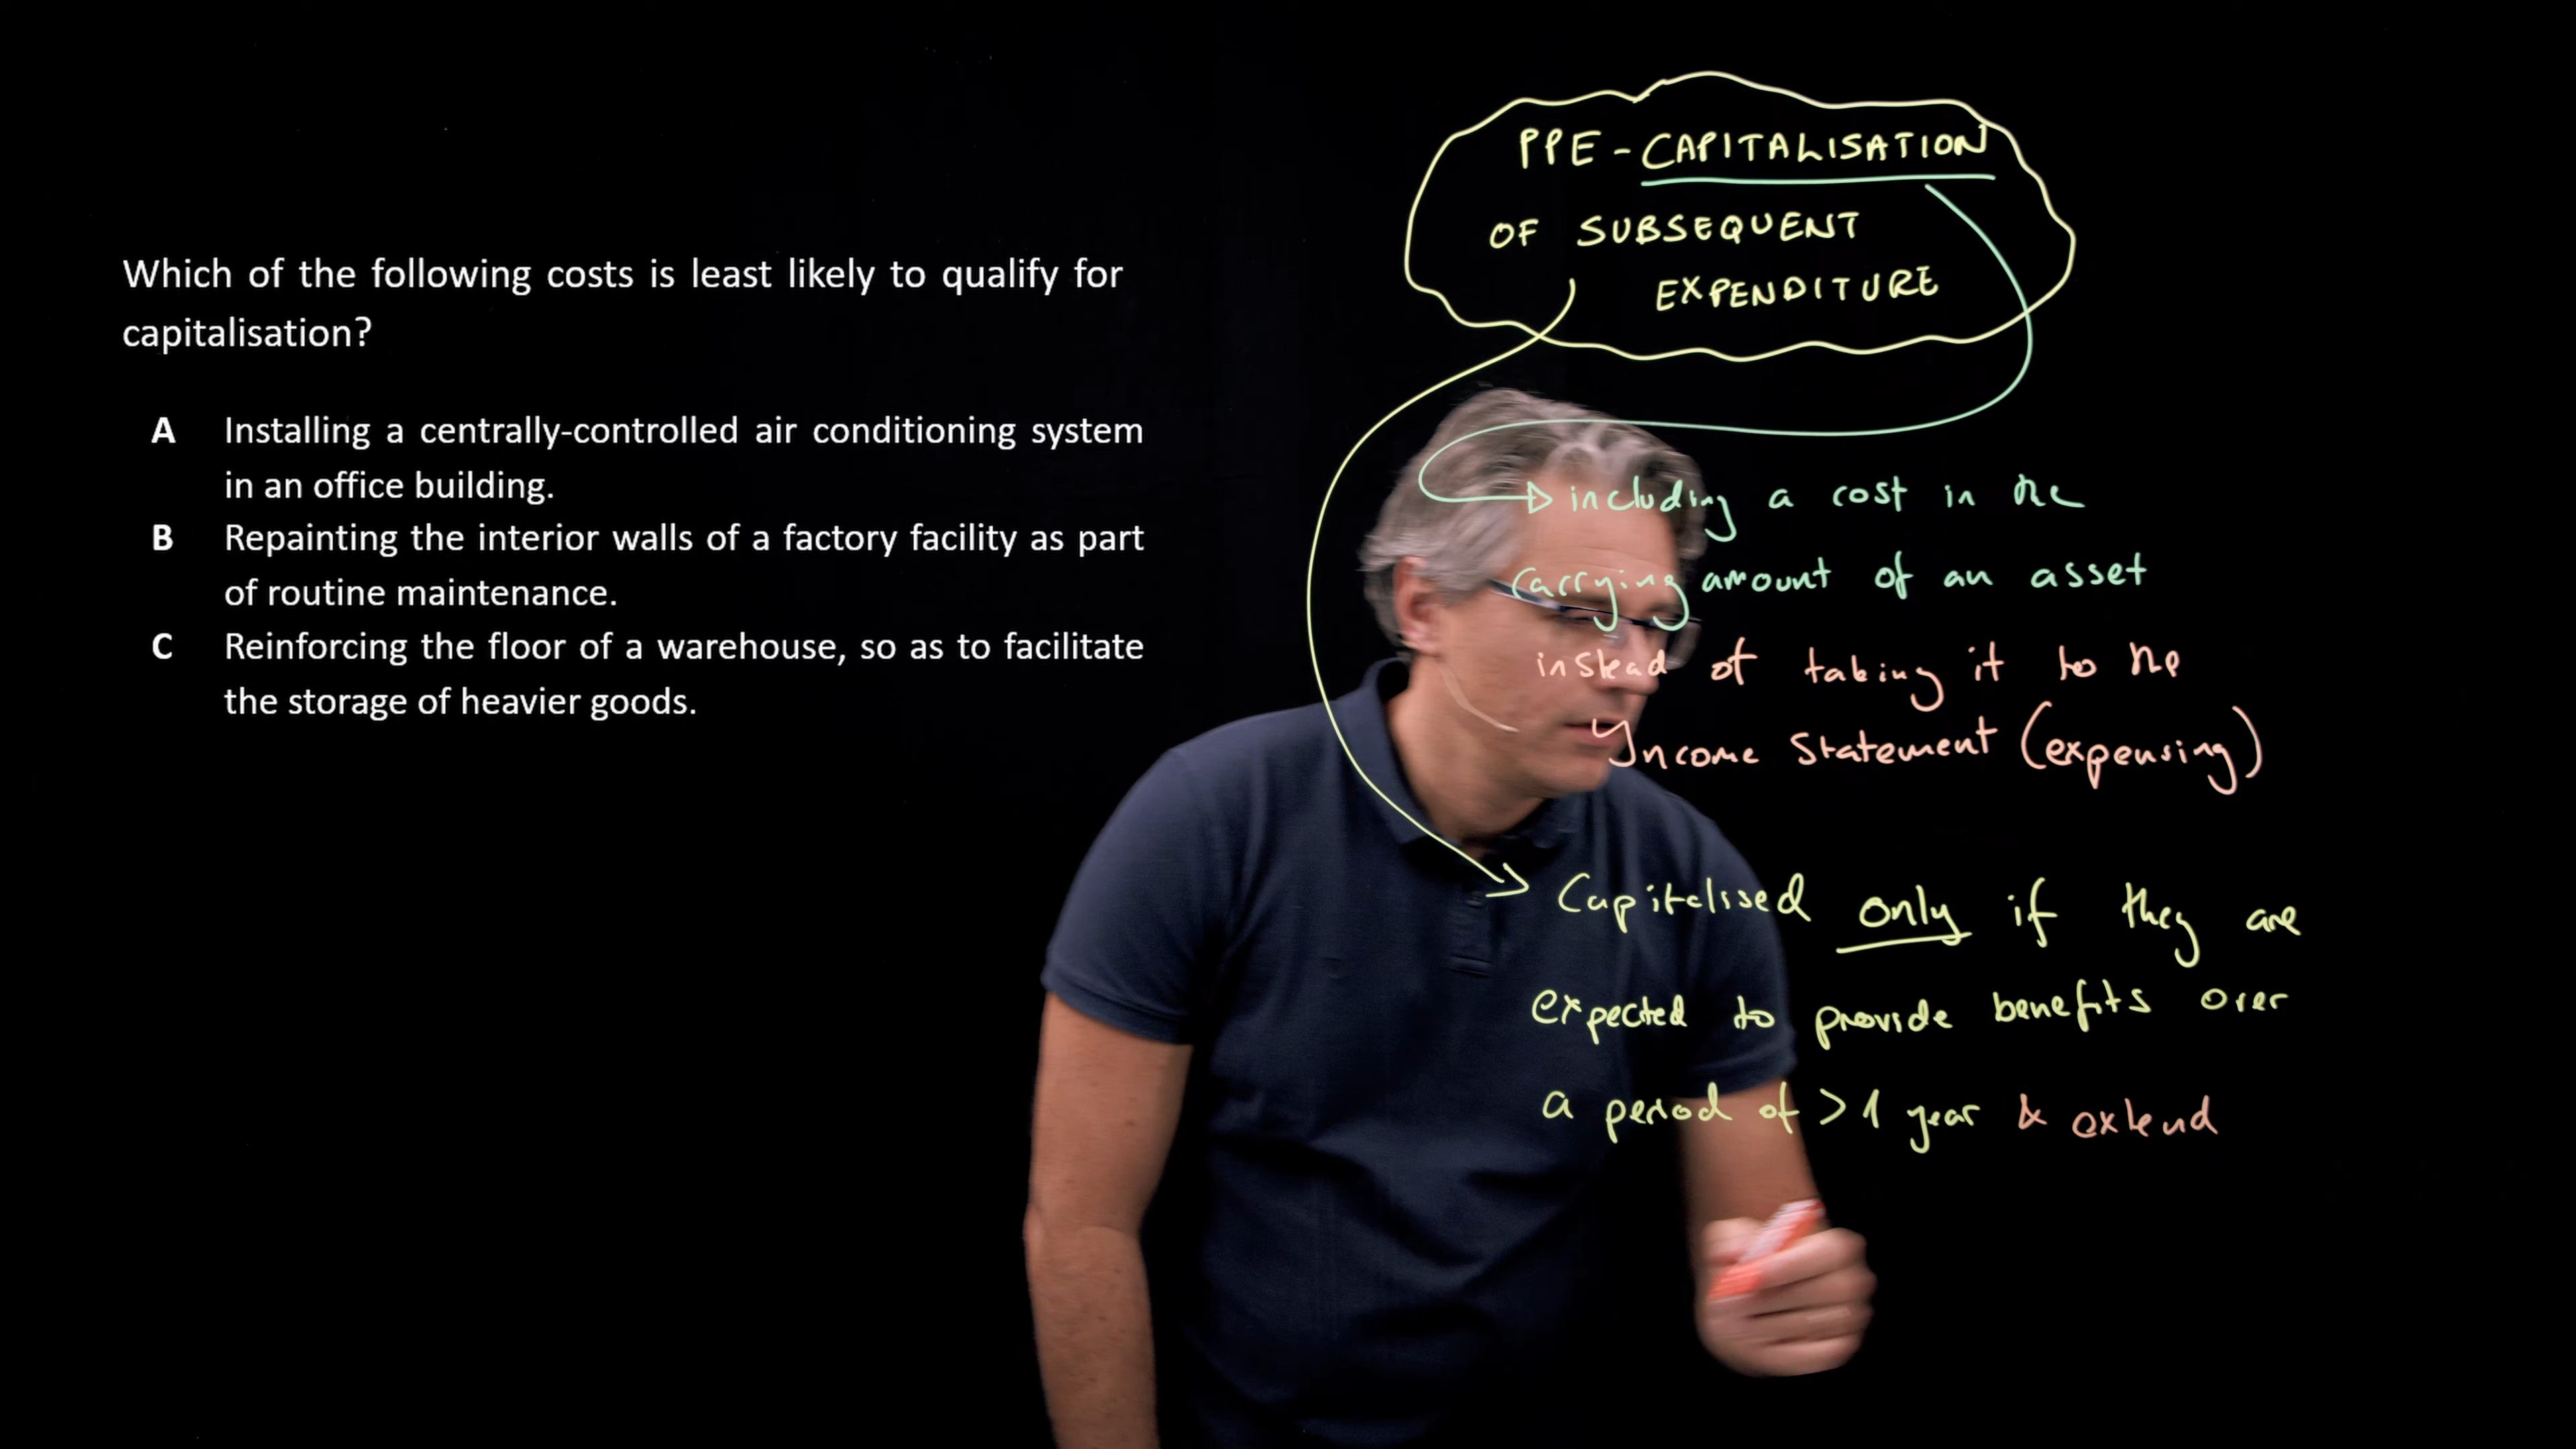 Which of the following costs is least likely to qualify for
capitalisation?
A Installing a centrally-controlled air conditioning system
in an office building.
B Repainting the interior walls of a factory facility as part
of routine maintenance.
C Reinforcing the floor of a warehouse, so as to facilitate
the storage of heavier goods.
PPE - CAPITALISATION
OF SUBSEQUENT
EXPENDITURE
including a cost in the
carrying amount of an asset
instead of taking it to the
Income Statement (expensing)
Capitalised only if they are
expected to provide benefits over
a period of > 1 year & extend